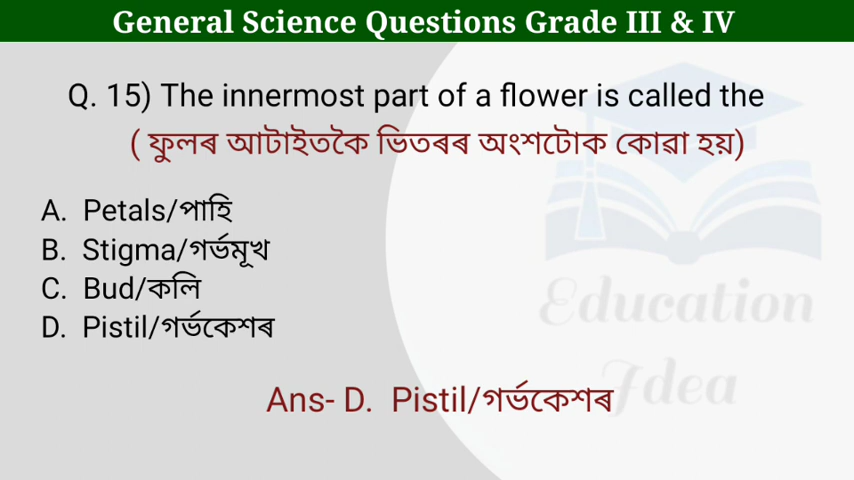 General Science Questions Grade III & IV
Q. 15) The innermost part of a flower is called the
( ফুলৰ আটাইতকৈ ভিতৰৰ অংশটোক কোৱা হয়)
A. Petals/পাহি
B. Stigma/গৰ্ভমূখ
C. Bud/কলি
D. Pistil/গৰ্ভকেশৰ
Education
Idea
Ans- D. Pistil/গৰ্ভকেশৰ